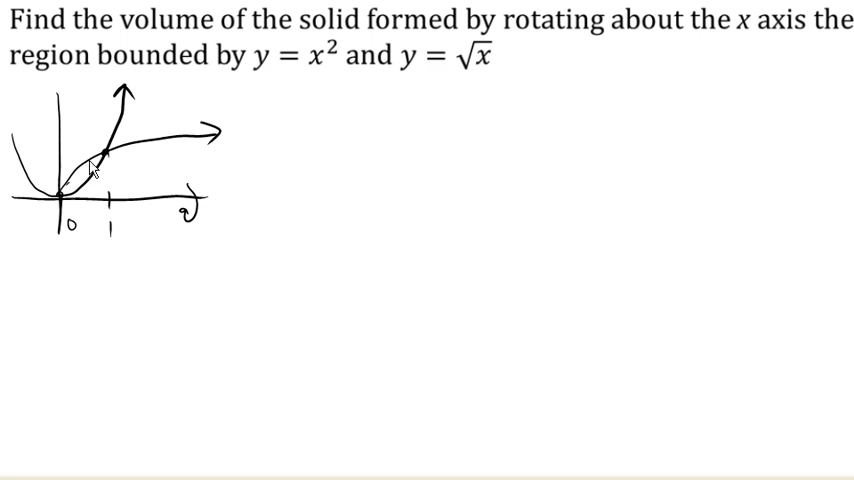 Find the volume of the solid formed by rotating about the x axis the
region bounded by y = x² and y = √x
0 1